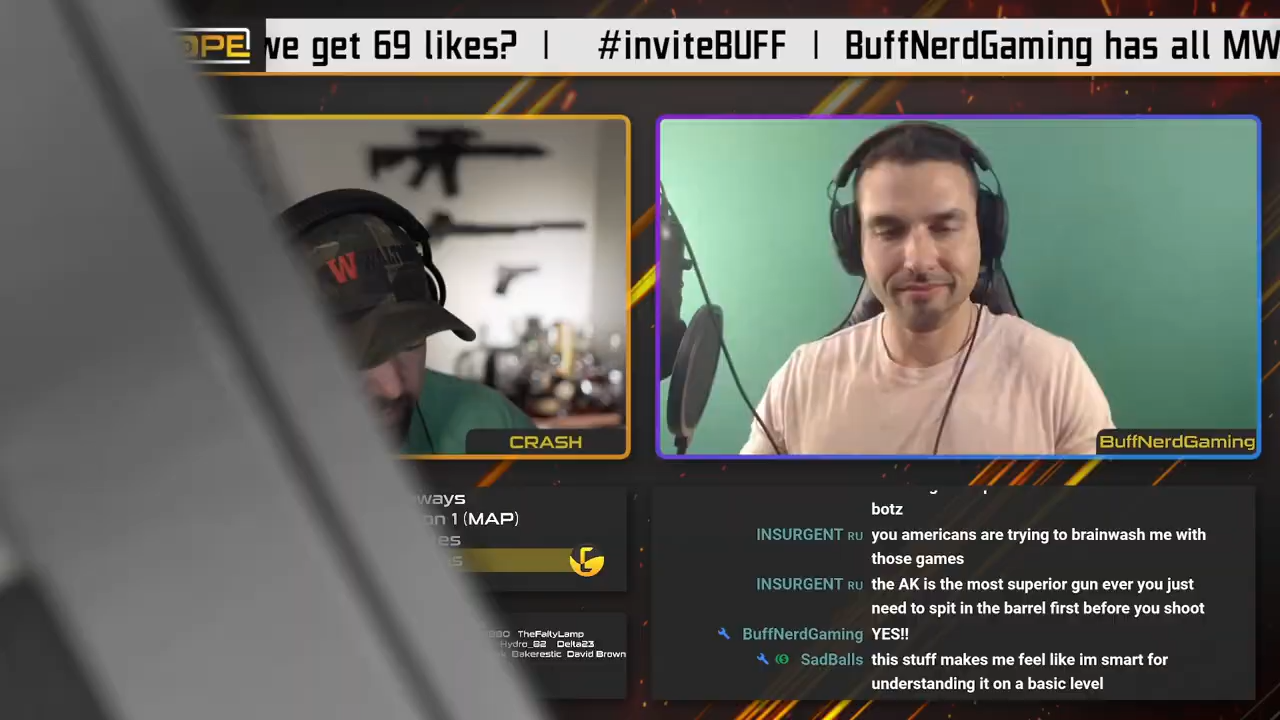 OPE
we get 69 likes? | #inviteBUFF | BuffNerdGaming has all MW
W
CRASH
BuffNerdGaming
ways
on 1 (MAP)
es
s
TheFaltyLamp
Hydro_82 Delta23
Bakerestic David Brown
botz
INSURGENT RU you americans are trying to brainwash me with
those games
INSURGENT RU the AK is the most superior gun ever you just
need to spit in the barrel first before you shoot
BuffNerdGaming YES!!
SadBalls this stuff makes me feel like im smart for
understanding it on a basic level